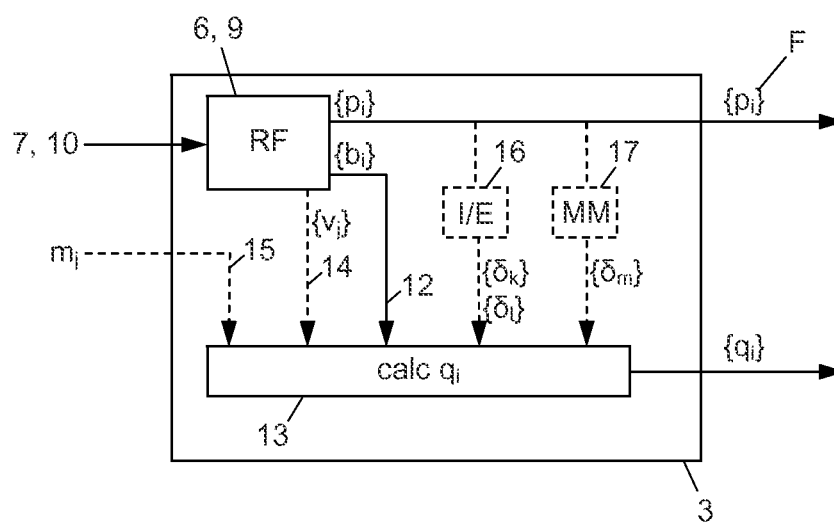 6, 9
F
{pᵢ}
{pᵢ}
7, 10
RF
{bᵢ}
16
17
I/E
MM
{vⱼ}
mⱼ
15
14
12
{δₖ}
{δₗ}
{δₘ}
{qᵢ}
calc qᵢ
13
3